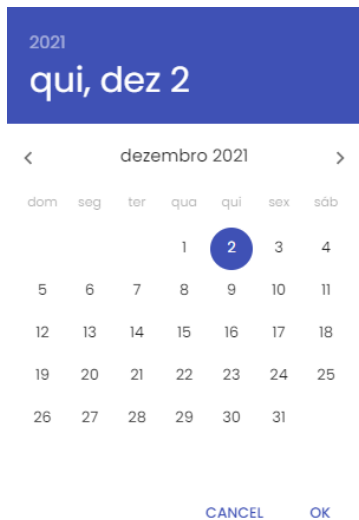 2021
qui, dez 2
dezembro 2021
dom seg ter qua qui sex sáb
1 2 3 4
5 6 7 8 9 10 11
12 13 14 15 16 17 18
19 20 21 22 23 24 25
26 27 28 29 30 31
CANCEL OK